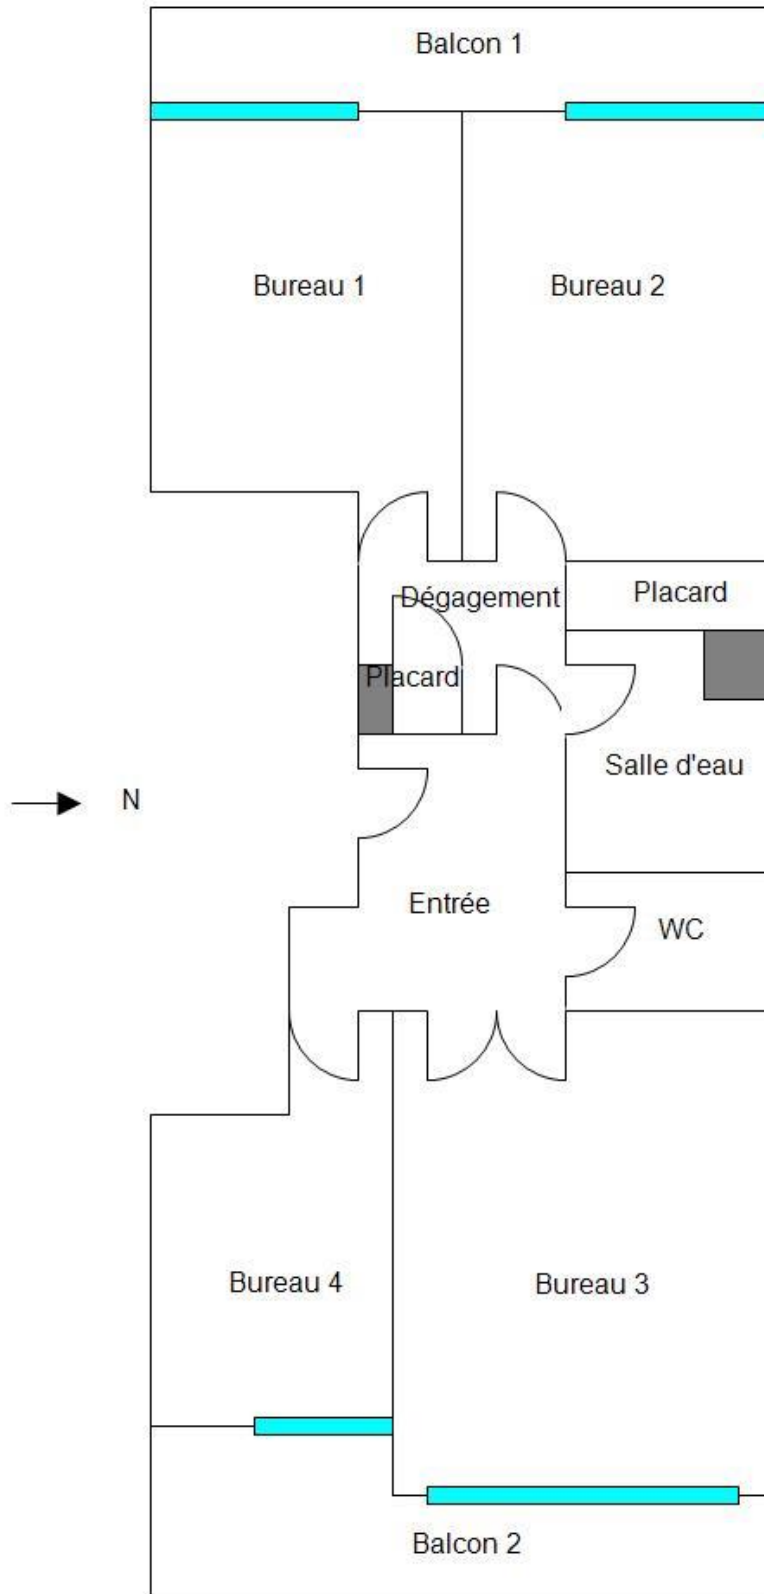 Balcon 1
Bureau 1
Bureau 2
Dégagement
Placard
Placard
Salle d'eau
N
Entrée
WC
Bureau 4
Bureau 3
Balcon 2